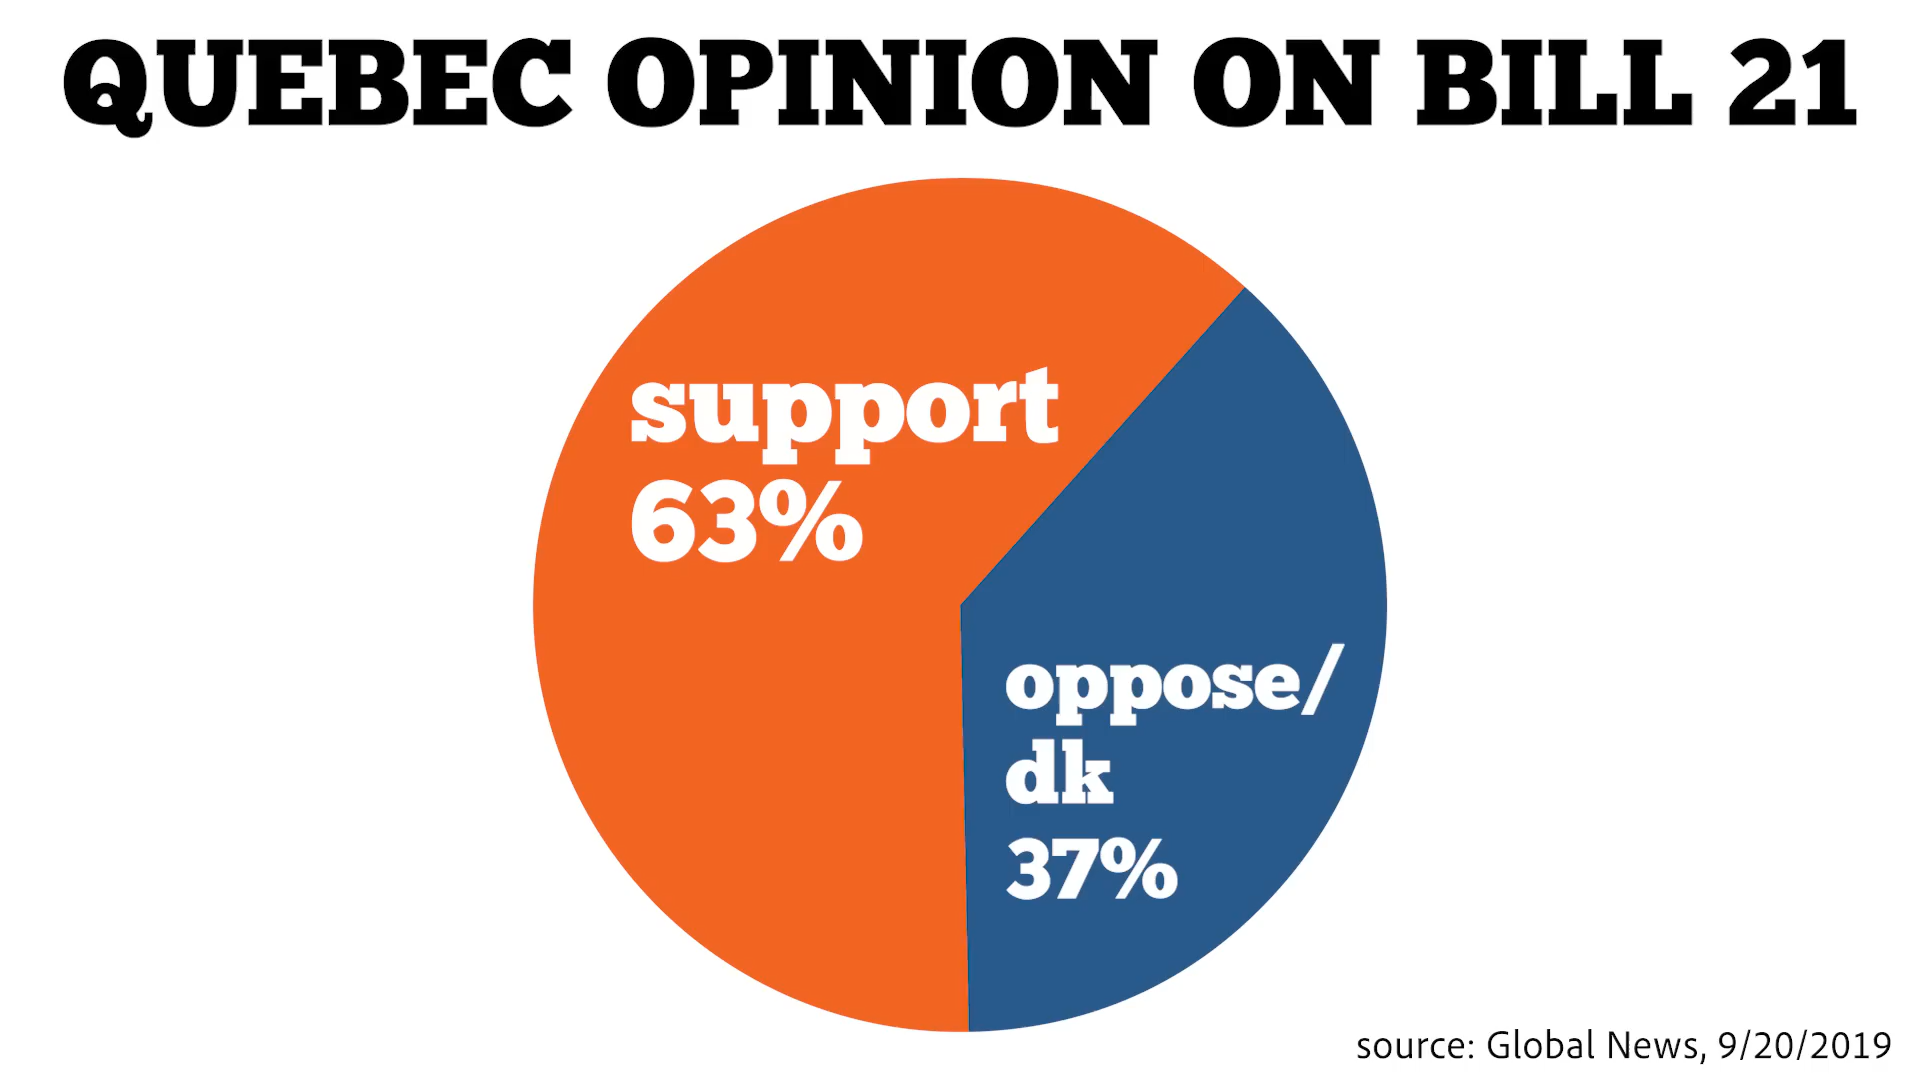 QUEBEC OPINION ON BILL 21
support
63%
oppose/
dk
37%
source: Global News, 9/20/2019